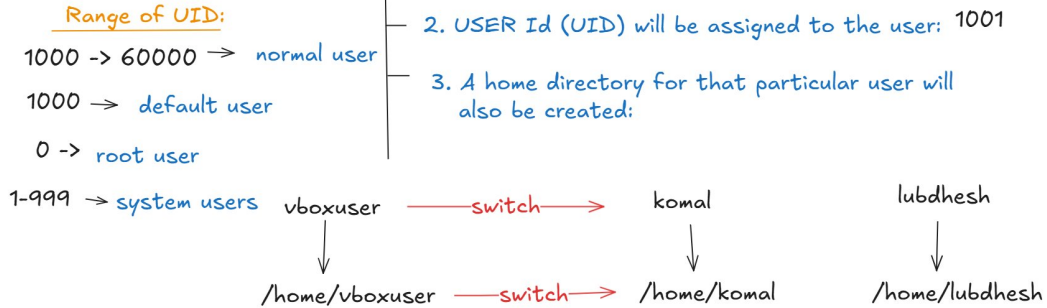 Range of UID:
1000 -> 60000 → normal user
1000 → default user
0 -> root user
1-999 → system users
2. USER Id (UID) will be assigned to the user: 1001
3. A home directory for that particular user will
also be created:
vboxuser switch komal lubdhesh
/home/vboxuser switch /home/komal /home/lubdhesh